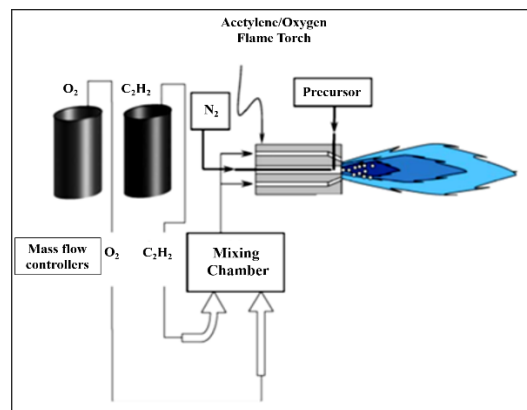 Acetylene/Oxygen
Flame Torch
O₂
C₂H₂
N₂
Precursor
Mass flow
controllers
O₂
C₂H₂
Mixing
Chamber